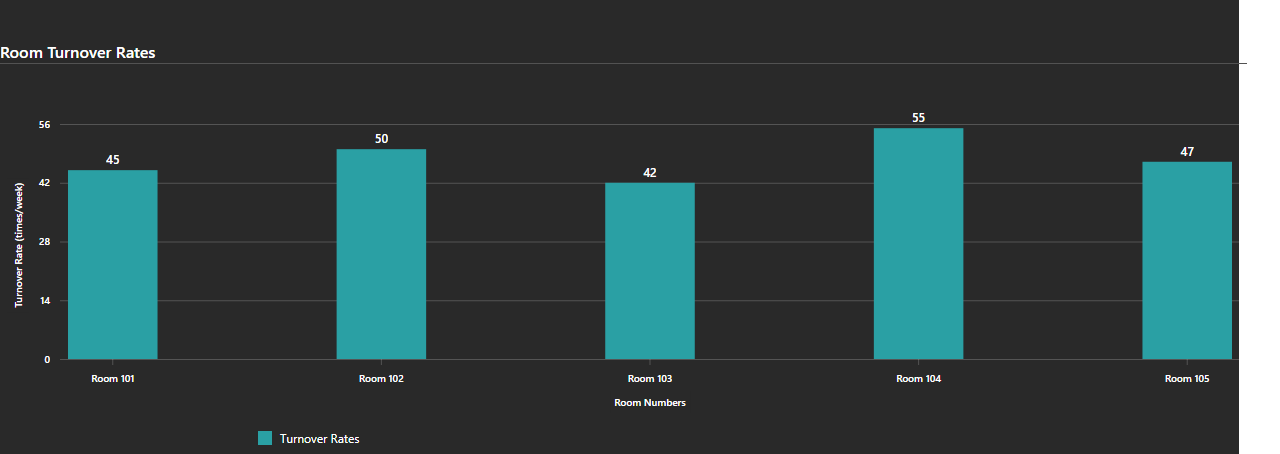 Room Turnover Rates
56
42
28
14
0
Turnover Rate (times/week)
45
50
42
55
47
Room 101
Room 102
Room 103
Room 104
Room 105
Room Numbers
Turnover Rates